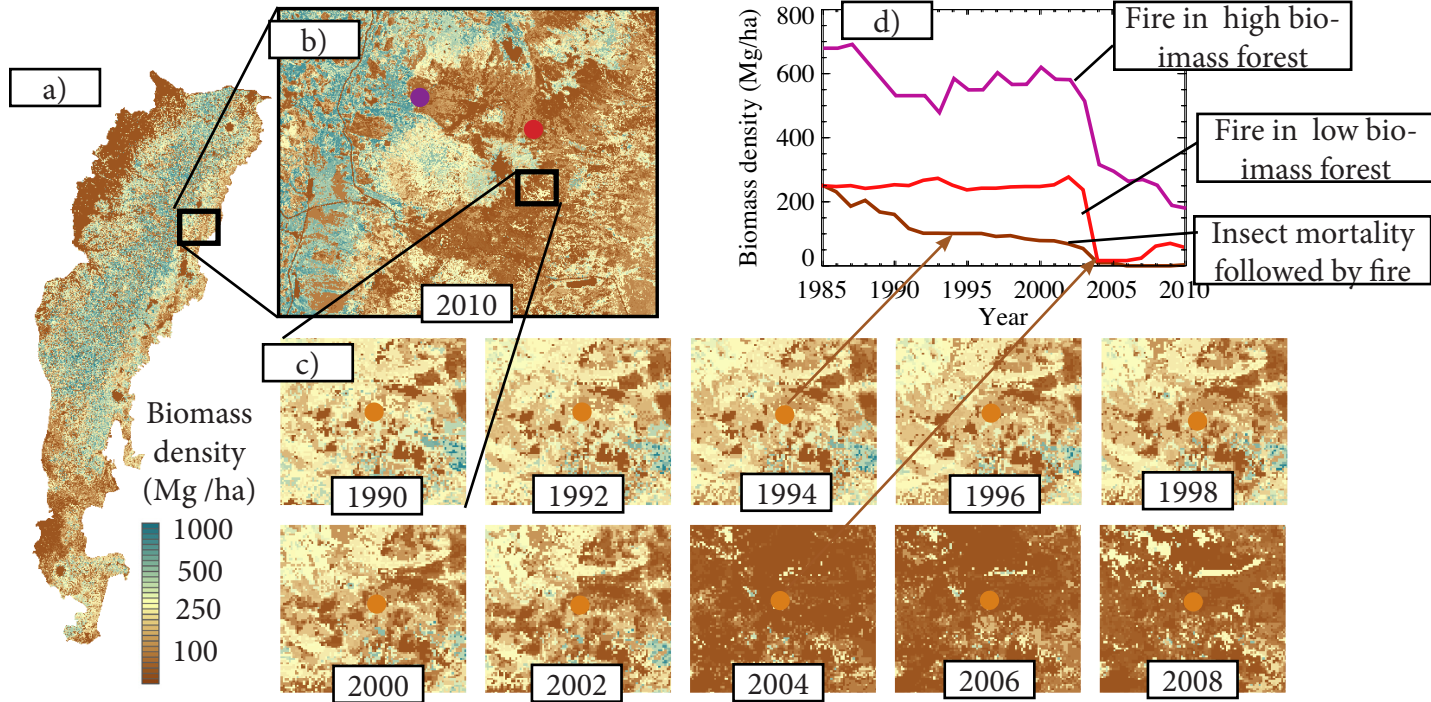 a)
b)
2010
Biomass
density
(Mg /ha)
1000
500
250
100
c)
1990
1992
1994
1996
1998
2000
2002
2004
2006
2008
d)
Biomass density (Mg/ha)
800
600
400
200
0
1985
1990
1995
2000
2005
2010
Year
Fire in high bio-
imass forest
Fire in low bio-
imass forest
Insect mortality
followed by fire